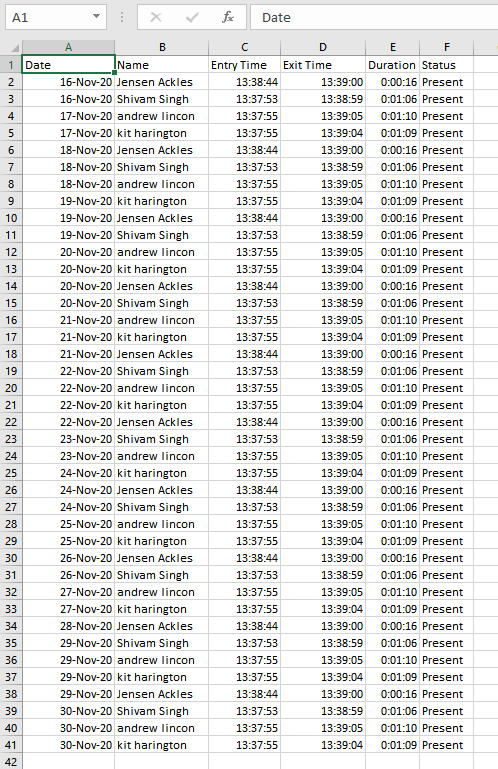 A1 fx Date
A B C D E F
1 Date Name Entry Time Exit Time Duration Status
2 16-Nov-20 Jensen Ackles 13:38:44 13:39:00 0:00:16 Present
3 16-Nov-20 Shivam Singh 13:37:53 13:38:59 0:01:06 Present
4 17-Nov-20 andrew lincon 13:37:55 13:39:05 0:01:10 Present
5 17-Nov-20 kit harington 13:37:55 13:39:04 0:01:09 Present
6 18-Nov-20 Jensen Ackles 13:38:44 13:39:00 0:00:16 Present
7 18-Nov-20 Shivam Singh 13:37:53 13:38:59 0:01:06 Present
8 18-Nov-20 andrew lincon 13:37:55 13:39:05 0:01:10 Present
9 19-Nov-20 kit harington 13:37:55 13:39:04 0:01:09 Present
10 19-Nov-20 Jensen Ackles 13:38:44 13:39:00 0:00:16 Present
11 19-Nov-20 Shivam Singh 13:37:53 13:38:59 0:01:06 Present
12 20-Nov-20 andrew lincon 13:37:55 13:39:05 0:01:10 Present
13 20-Nov-20 kit harington 13:37:55 13:39:04 0:01:09 Present
14 20-Nov-20 Jensen Ackles 13:38:44 13:39:00 0:00:16 Present
15 20-Nov-20 Shivam Singh 13:37:53 13:38:59 0:01:06 Present
16 21-Nov-20 andrew lincon 13:37:55 13:39:05 0:01:10 Present
17 21-Nov-20 kit harington 13:37:55 13:39:04 0:01:09 Present
18 21-Nov-20 Jensen Ackles 13:38:44 13:39:00 0:00:16 Present
19 22-Nov-20 Shivam Singh 13:37:53 13:38:59 0:01:06 Present
20 22-Nov-20 andrew lincon 13:37:55 13:39:05 0:01:10 Present
21 22-Nov-20 kit harington 13:37:55 13:39:04 0:01:09 Present
22 22-Nov-20 Jensen Ackles 13:38:44 13:39:00 0:00:16 Present
23 23-Nov-20 Shivam Singh 13:37:53 13:38:59 0:01:06 Present
24 23-Nov-20 andrew lincon 13:37:55 13:39:05 0:01:10 Present
25 24-Nov-20 kit harington 13:37:55 13:39:04 0:01:09 Present
26 24-Nov-20 Jensen Ackles 13:38:44 13:39:00 0:00:16 Present
27 24-Nov-20 Shivam Singh 13:37:53 13:38:59 0:01:06 Present
28 25-Nov-20 andrew lincon 13:37:55 13:39:05 0:01:10 Present
29 25-Nov-20 kit harington 13:37:55 13:39:04 0:01:09 Present
30 26-Nov-20 Jensen Ackles 13:38:44 13:39:00 0:00:16 Present
31 26-Nov-20 Shivam Singh 13:37:53 13:38:59 0:01:06 Present
32 27-Nov-20 andrew lincon 13:37:55 13:39:05 0:01:10 Present
33 27-Nov-20 kit harington 13:37:55 13:39:04 0:01:09 Present
34 28-Nov-20 Jensen Ackles 13:38:44 13:39:00 0:00:16 Present
35 29-Nov-20 Shivam Singh 13:37:53 13:38:59 0:01:06 Present
36 29-Nov-20 andrew lincon 13:37:55 13:39:05 0:01:10 Present
37 29-Nov-20 kit harington 13:37:55 13:39:04 0:01:09 Present
38 29-Nov-20 Jensen Ackles 13:38:44 13:39:00 0:00:16 Present
39 30-Nov-20 Shivam Singh 13:37:53 13:38:59 0:01:06 Present
40 30-Nov-20 andrew lincon 13:37:55 13:39:05 0:01:10 Present
41 30-Nov-20 kit harington 13:37:55 13:39:04 0:01:09 Present
42